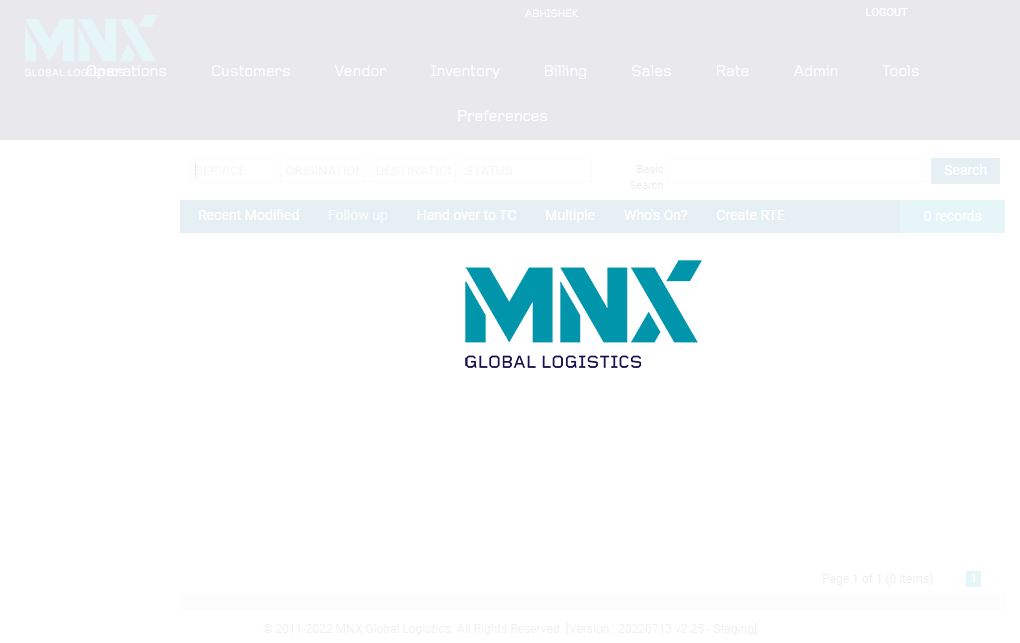 ABHISHEK
LOGOUT
MNX
GLOBAL LOGISTICS
Operations Customers Vendor Inventory Billing Sales Rate Admin Tools
Preferences
SERVICE ORIGINATION DESTINATION STATUS Basic Search
Search
Recent Modified Follow up Hand over to TC Multiple Who's On? Create RTE 0 records
MNX
GLOBAL LOGISTICS
Page 1 of 1 (0 items) < 1 >
© 2011-2022 MNX Global Logistics. All Rights Reserved. [Version : 20220713 v2.25 - Staging]